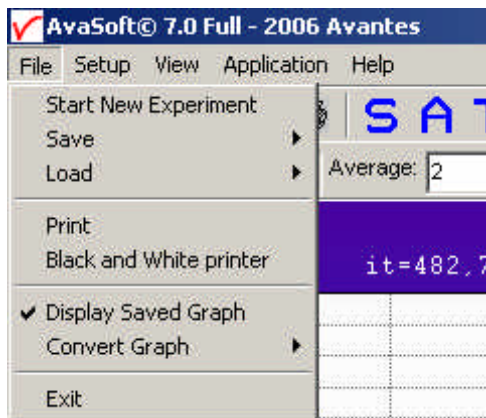 AvaSoft© 7.0 Full - 2006 Avantes
File Setup View Application Help
Start New Experiment
Save
Load
Print
Black and White printer
Display Saved Graph
Convert Graph
Exit
S A T
Average: 2
it=482,7